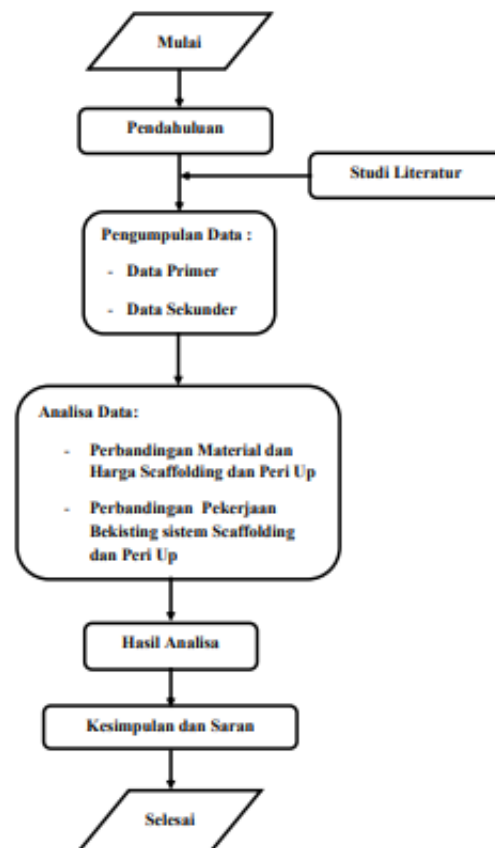 Mulai
Pendahuluan
Studi Literatur
Pengumpulan Data :
- Data Primer
- Data Sekunder
Analisa Data:
- Perbandingan Material dan
Harga Scaffolding dan Peri Up
- Perbandingan Pekerjaan
Bekisting sistem Scaffolding
dan Peri Up
Hasil Analisa
Kesimpulan dan Saran
Selesai